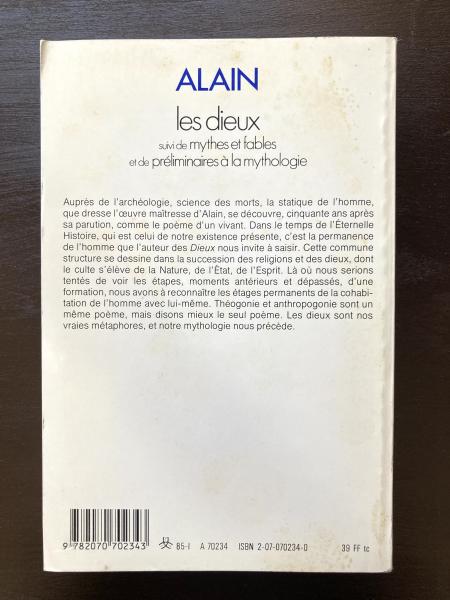 ALAIN
les dieux
suivi de mythes et fables
et de préliminaires à la mythologie
Auprès de l'archéologie, science des morts, la statique de l'homme,
que dresse l'œuvre maîtresse d'Alain, se découvre, cinquante ans après
sa parution, comme le poème d'un vivant. Dans le temps de l'Éternelle
Histoire, qui est celui de notre existence présente, c'est la permanence
de l'homme que l'auteur des Dieux nous invite à saisir. Cette commune
structure se dessine dans la succession des religions et des dieux, dont
le culte s'élève de la Nature, de l'État, de l'Esprit. Là où nous serions
tentés de voir les étapes, moments antérieurs et dépassés, d'une
formation, nous avons à reconnaître les étages permanents de la cohabi-
tation de l'homme avec lui-même. Théogonie et anthropogonie sont un
même poème, mais disons mieux le seul poème. Les dieux sont nos
vraies métaphores, et notre mythologie nous précède.
9 782070 702343
85-I A 70234 ISBN 2-07-070234-0 39 FF tc